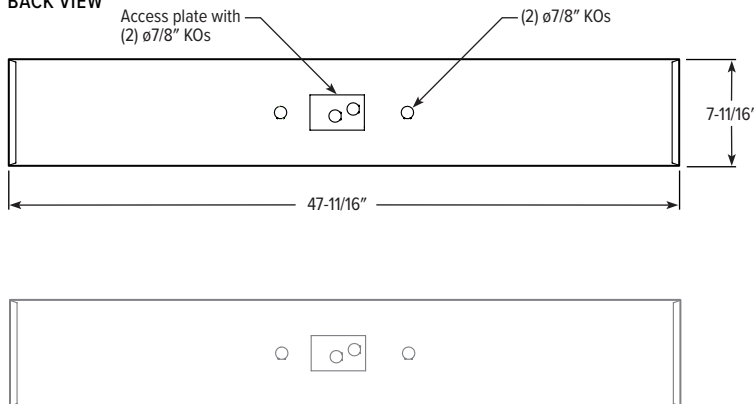 BACK VIEW
Access plate with
(2) ø7/8″ KOs
(2) ø7/8″ KOs
7-11/16″
47-11/16″